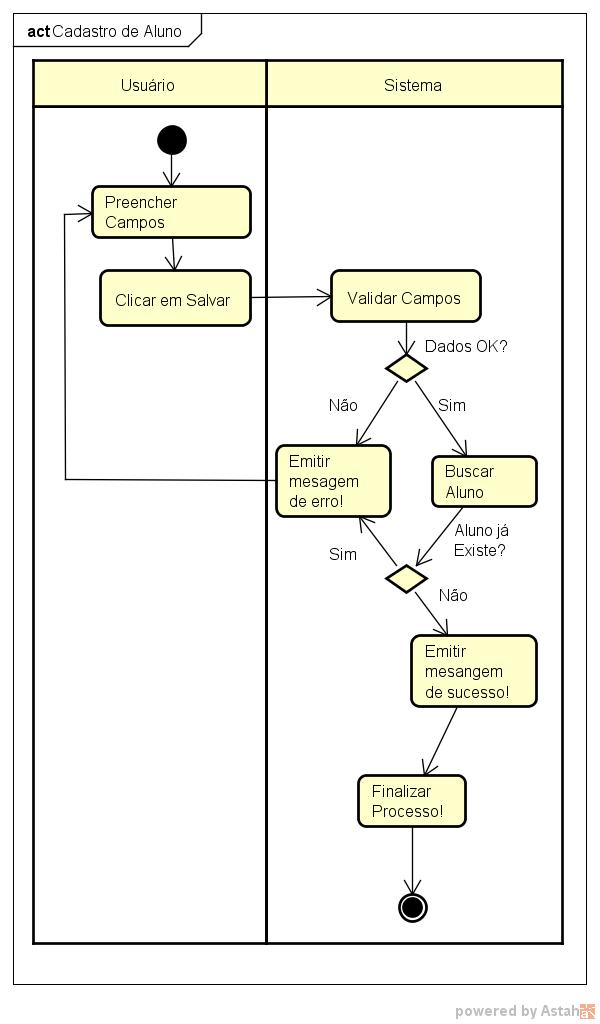 act Cadastro de Aluno
Usuário
Sistema
Preencher
Campos
Clicar em Salvar
Validar Campos
Dados OK?
Não
Sim
Emitir
mesagem
de erro!
Buscar
Aluno
Aluno já
Existe?
Sim
Não
Emitir
mesangem
de sucesso!
Finalizar
Processo!
powered by Astah